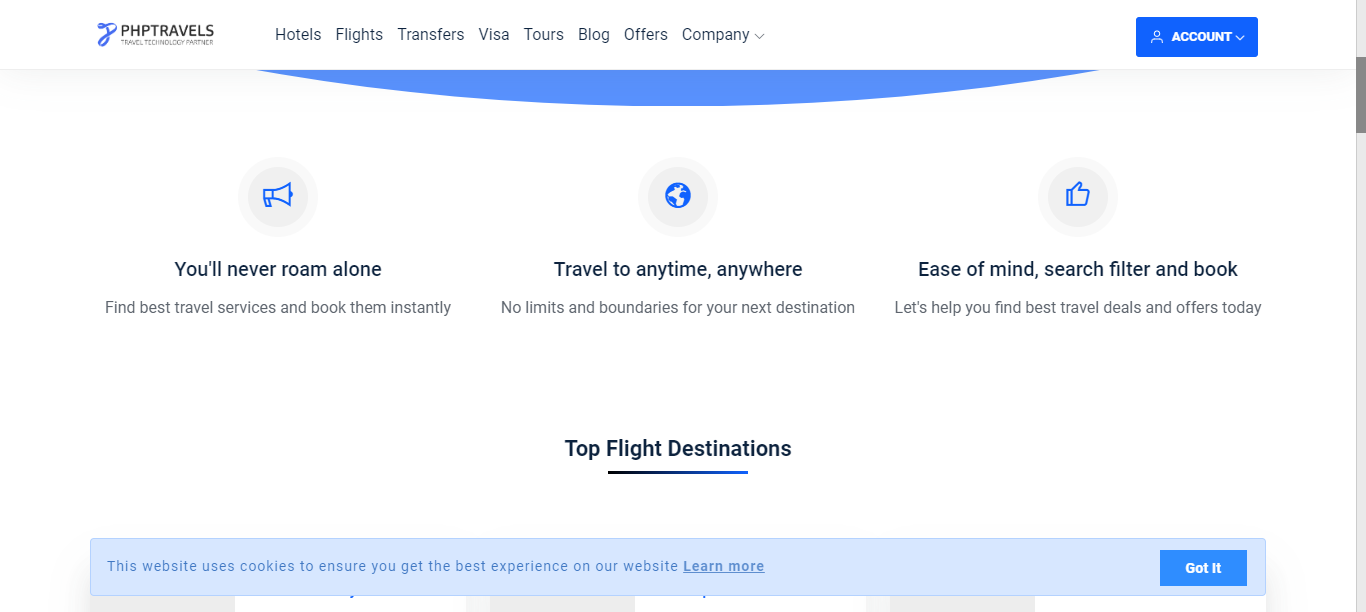 PHPTRAVELS
TRAVEL TECHNOLOGY PARTNER
Hotels Flights Transfers Visa Tours Blog Offers Company
ACCOUNT
You'll never roam alone
Find best travel services and book them instantly
Travel to anytime, anywhere
No limits and boundaries for your next destination
Ease of mind, search filter and book
Let's help you find best travel deals and offers today
Top Flight Destinations
This website uses cookies to ensure you get the best experience on our website Learn more
Got It